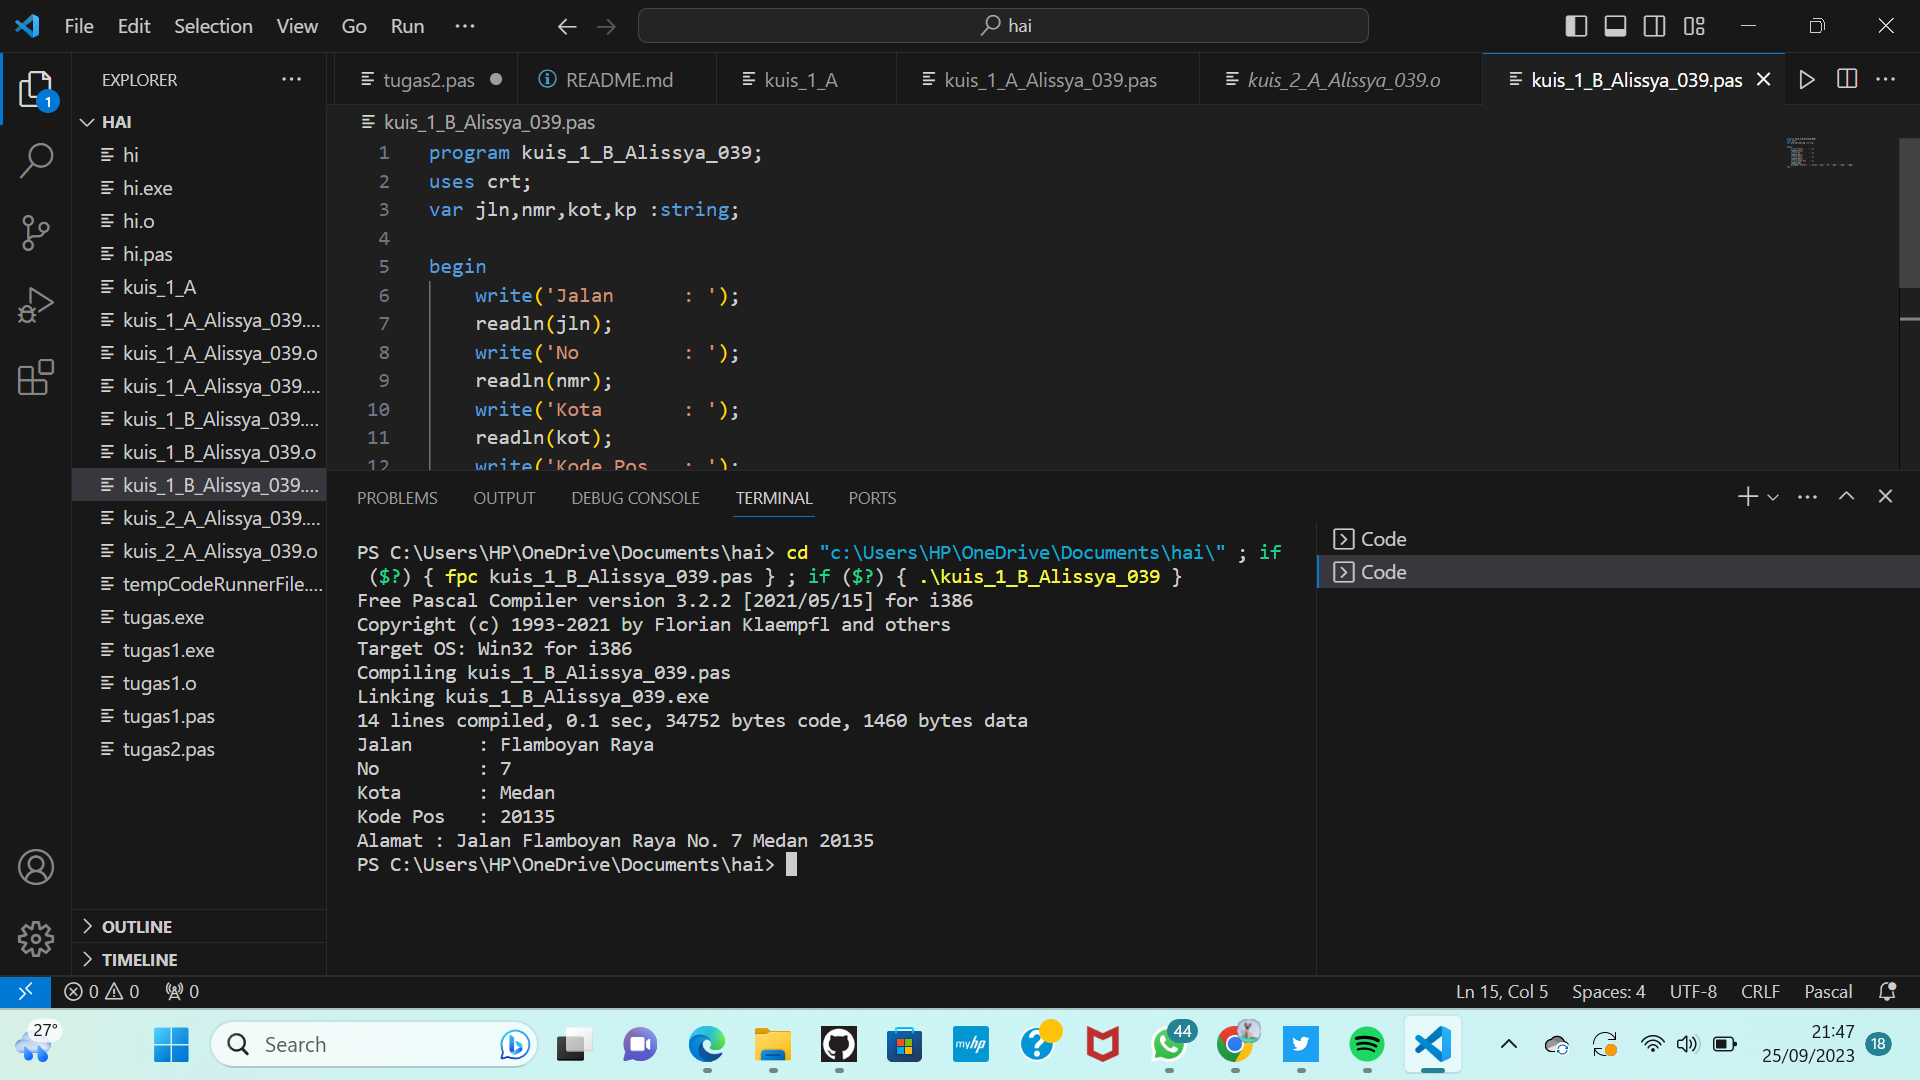 File Edit Selection View Go Run ··· hai
EXPLORER ···
tugas2.pas README.md kuis_1_A kuis_1_A_Alissya_039.pas kuis_2_A_Alissya_039.o kuis_1_B_Alissya_039.pas
HAI
hi
hi.exe
hi.o
hi.pas
kuis_1_A
kuis_1_A_Alissya_039....
kuis_1_A_Alissya_039.o
kuis_1_A_Alissya_039....
kuis_1_B_Alissya_039....
kuis_1_B_Alissya_039.o
kuis_1_B_Alissya_039....
kuis_2_A_Alissya_039....
kuis_2_A_Alissya_039.o
tempCodeRunnerFile....
tugas.exe
tugas1.exe
tugas1.o
tugas1.pas
tugas2.pas
OUTLINE
TIMELINE
1
kuis_1_B_Alissya_039.pas
1 program kuis_1_B_Alissya_039;
2 uses crt;
3 var jln,nmr,kot,kp :string;
4
5 begin
6 write('Jalan      : ');
7 readln(jln);
8 write('No         : ');
9 readln(nmr);
10 write('Kota       : ');
11 readln(kot);
12 write('Kode Pos   : ');
PROBLEMS OUTPUT DEBUG CONSOLE TERMINAL PORTS
PS C:\Users\HP\OneDrive\Documents\hai> cd "c:\Users\HP\OneDrive\Documents\hai\" ; if
($?) { fpc kuis_1_B_Alissya_039.pas } ; if ($?) { .\kuis_1_B_Alissya_039 }
Free Pascal Compiler version 3.2.2 [2021/05/15] for i386
Copyright (c) 1993-2021 by Florian Klaempfl and others
Target OS: Win32 for i386
Compiling kuis_1_B_Alissya_039.pas
Linking kuis_1_B_Alissya_039.exe
14 lines compiled, 0.1 sec, 34752 bytes code, 1460 bytes data
Jalan      : Flamboyan Raya
No         : 7
Kota       : Medan
Kode Pos   : 20135
Alamat : Jalan Flamboyan Raya No. 7 Medan 20135
PS C:\Users\HP\OneDrive\Documents\hai>
Code
Code
0 0 0 Ln 15, Col 5 Spaces: 4 UTF-8 CRLF Pascal
27° Search myhp 44 21:47 18
25/09/2023